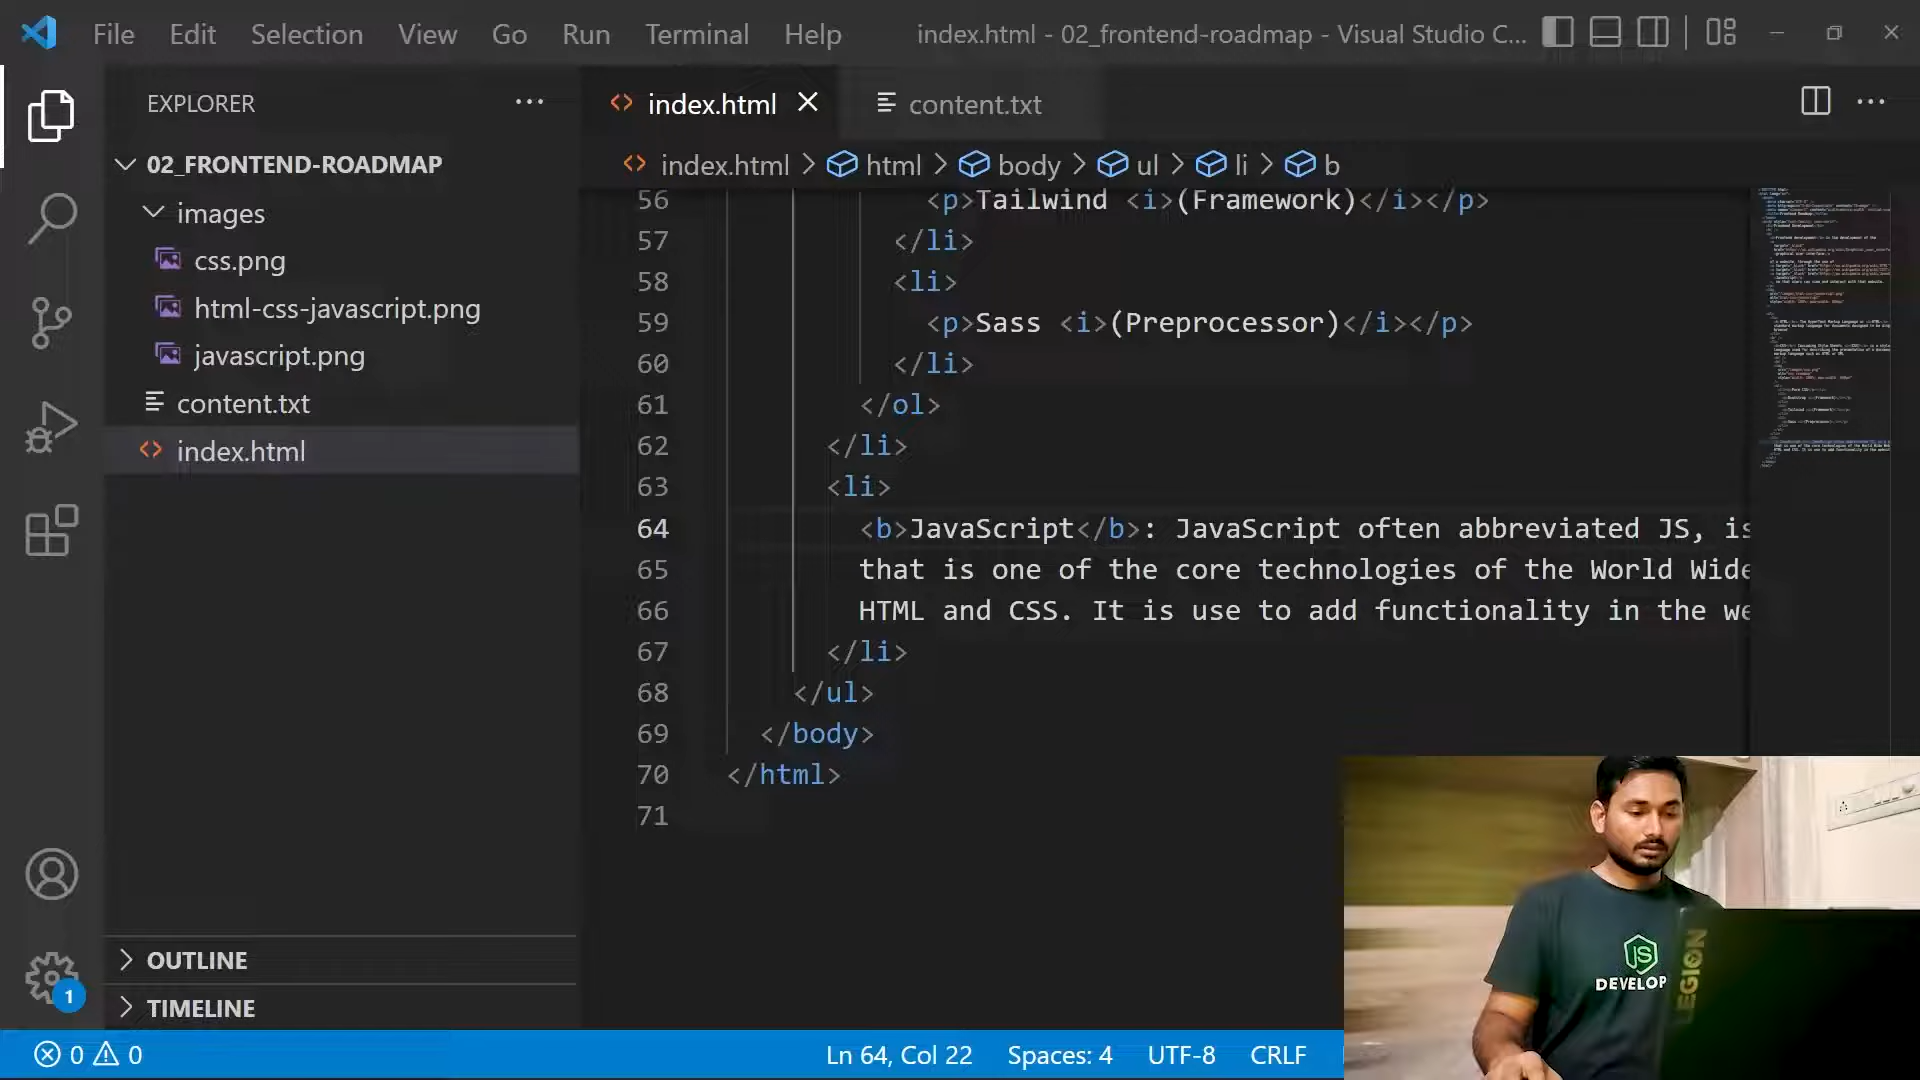 File Edit Selection View Go Run Terminal Help index.html - 02_frontend-roadmap - Visual Studio C...
EXPLORER
02_FRONTEND-ROADMAP
images
css.png
html-css-javascript.png
javascript.png
content.txt
index.html
OUTLINE
TIMELINE
index.html content.txt
index.html > html > body > ul > li > b
56 <p>Tailwind <i>(Framework)</i></p>
57 </li>
58 <li>
59 <p>Sass <i>(Preprocessor)</i></p>
60 </li>
61 </ol>
62 </li>
63 <li>
64 <b>JavaScript</b>: JavaScript often abbreviated JS, is
65 that is one of the core technologies of the World Wide
66 HTML and CSS. It is use to add functionality in the we
67 </li>
68 </ul>
69 </body>
70 </html>
71
1
0 0 Ln 64, Col 22 Spaces: 4 UTF-8 CRLF
JS
DEVELOP
LEGION